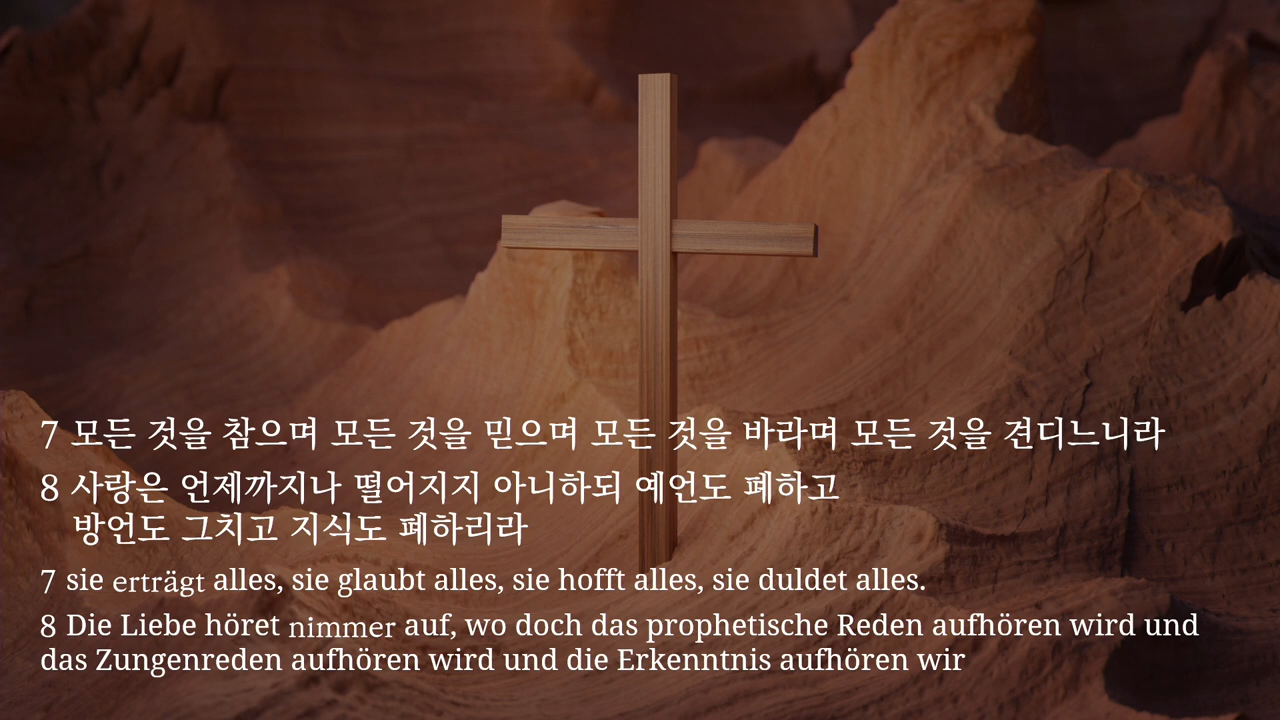 7 모든 것을 참으며 모든 것을 믿으며 모든 것을 바라며 모든 것을 견디느니라
8 사랑은 언제까지나 떨어지지 아니하되 예언도 폐하고
방언도 그치고 지식도 폐하리라
7 sie erträgt alles, sie glaubt alles, sie hofft alles, sie duldet alles.
8 Die Liebe höret nimmer auf, wo doch das prophetische Reden aufhören wird und
das Zungenreden aufhören wird und die Erkenntnis aufhören wir